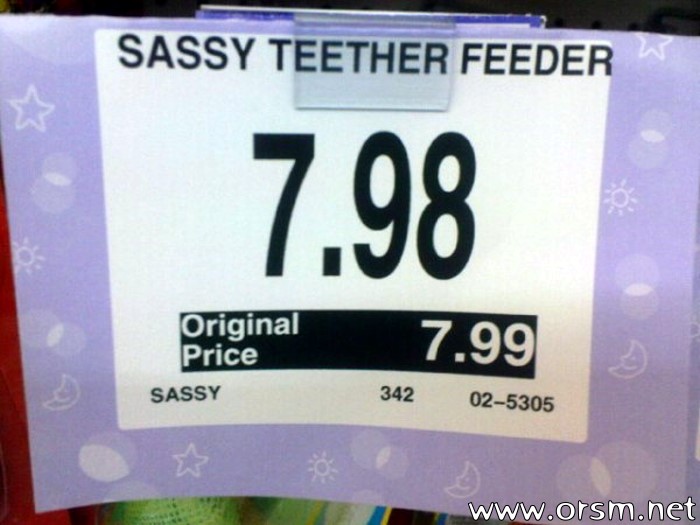 SASSY TEETHER FEEDER
7.98
Original
Price 7.99
SASSY 342 02-5305
www.orsm.net